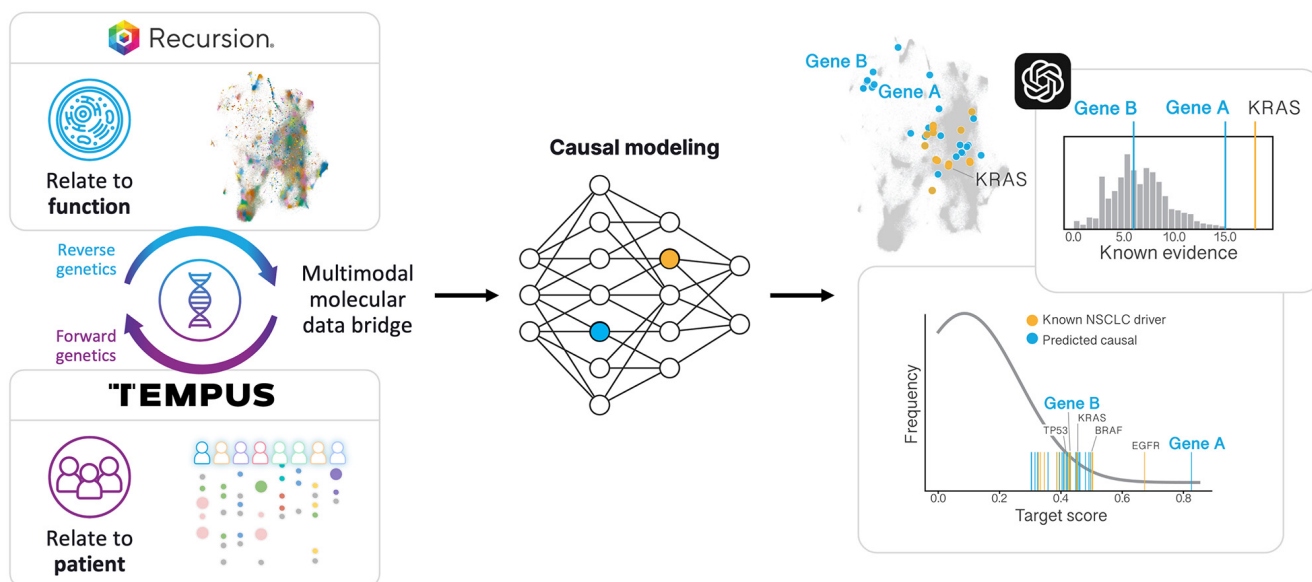 Recursion.
Relate to
function
Reverse
genetics
Forward
genetics
Multimodal
molecular
data bridge
TEMPUS
Relate to
patient
Causal modeling
Gene B
Gene A
KRAS
Gene B
Gene A
KRAS
0.0
5.0
10.0
15.0
Known evidence
Known NSCLC driver
Predicted causal
Frequency
Gene B
KRAS
TP53
BRAF
EGFR
Gene A
0.0
0.2
0.4
0.6
0.8
Target score